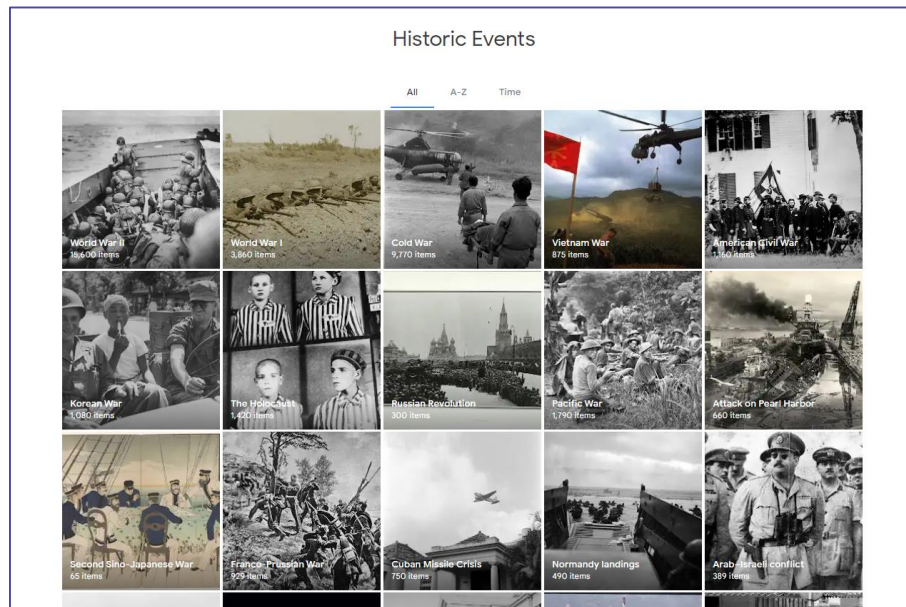 Historic Events
All A-Z Time
World War II
15,600 items
World War I
3,860 items
Cold War
9,770 items
Vietnam War
875 items
American Civil War
1,160 items
Korean War
1,080 items
The Holocaust
1,420 items
Russian Revolution
300 items
Pacific War
1,790 items
Attack on Pearl Harbor
660 items
Second Sino-Japanese War
65 items
Franco-Prussian War
929 items
Cuban Missile Crisis
750 items
Normandy landings
490 items
Arab-Israeli conflict
389 items